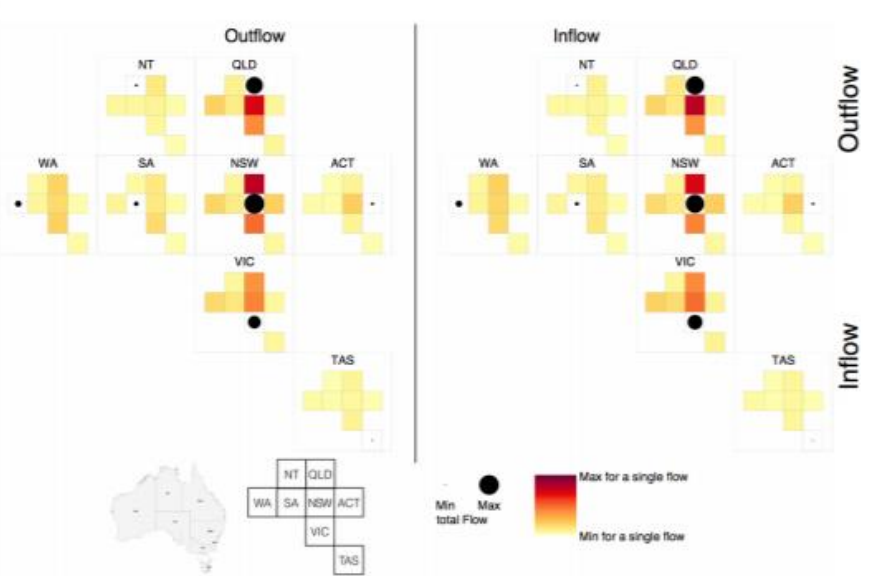 Outflow
Inflow
NT QLD
NT QLD
Outflow
WA SA NSW ACT
WA SA NSW ACT
VIC
VIC
Inflow
TAS
TAS
NT QLD
WA SA NSW ACT
VIC
TAS
Min Max
total Flow
Max for a single flow
Min for a single flow